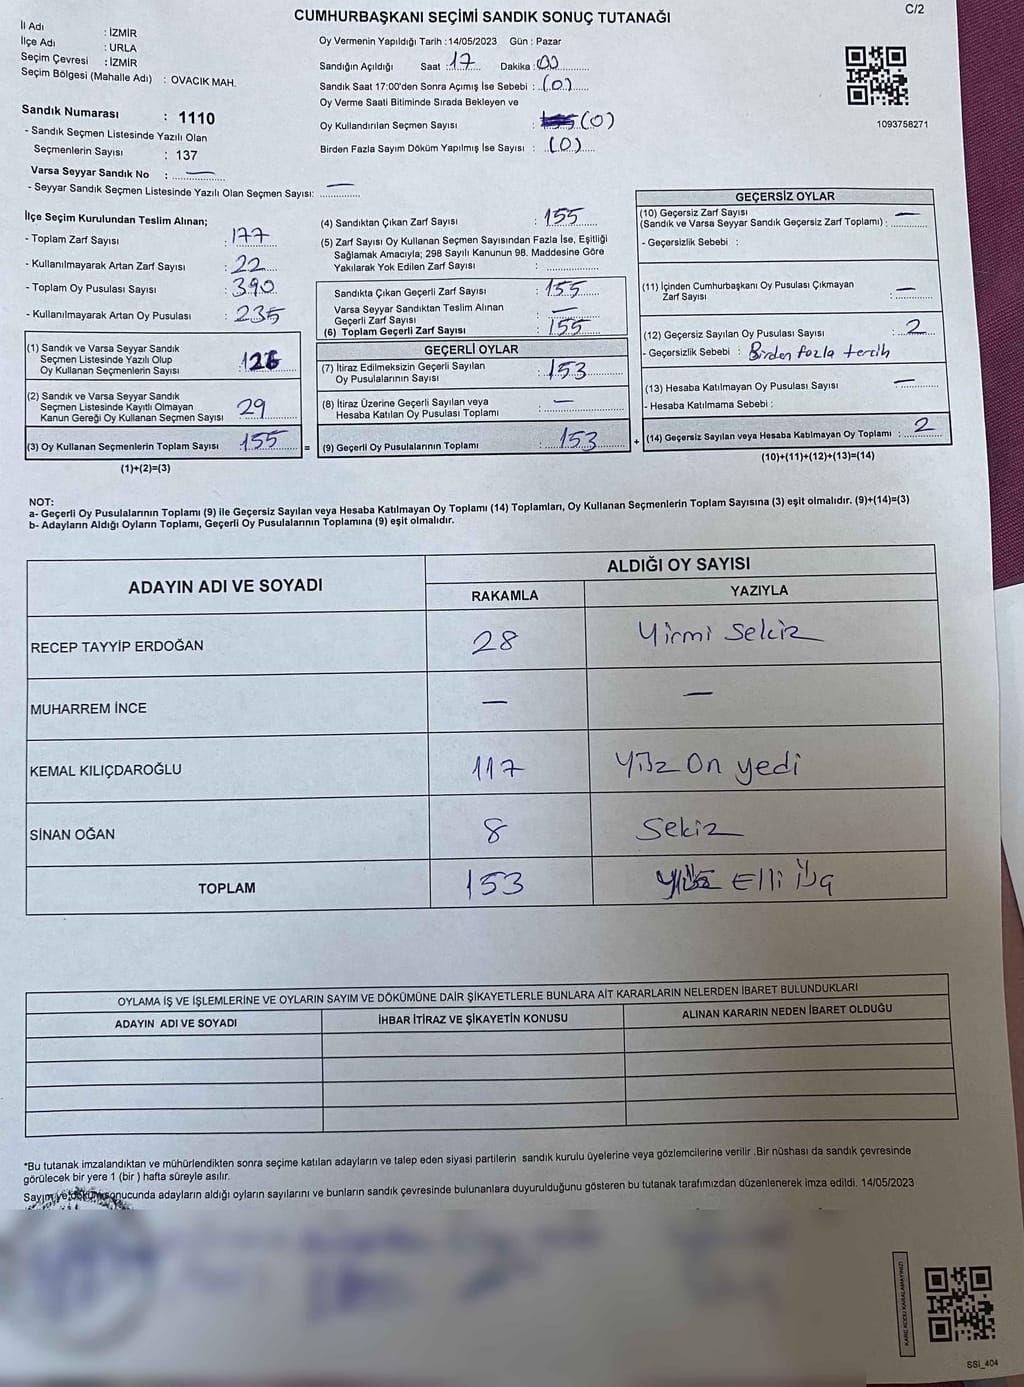 C/2
CUMHURBAŞKANI SEÇİMİ SANDIK SONUÇ TUTANAĞI
İl Adı : İZMİR
İlçe Adı : URLA
Seçim Çevresi : İZMİR
Seçim Bölgesi (Mahalle Adı) : OVACIK MAH.
Oy Vermenin Yapıldığı Tarih : 14/05/2023 Gün : Pazar
Sandığın Açıldığı Saat : 17 Dakika : 00
Sandık Saat 17:00'den Sonra Açımış İse Sebebi : (0)
Oy Verme Saati Bitiminde Sırada Bekleyen ve
Oy Kullandırılan Seçmen Sayısı : (0)
Birden Fazla Sayım Döküm Yapılmış İse Sayısı : (0)
1093758271
Sandık Numarası : 1110
- Sandık Seçmen Listesinde Yazılı Olan
Seçmenlerin Sayısı : 137
Varsa Seyyar Sandık No : —
- Seyyar Sandık Seçmen Listesinde Yazılı Olan Seçmen Sayısı: —
İlçe Seçim Kurulundan Teslim Alınan;
- Toplam Zarf Sayısı : 177
- Kullanılmayarak Artan Zarf Sayısı : 22
- Toplam Oy Pusulası Sayısı : 390
- Kullanılmayarak Artan Oy Pusulası : 235
(1) Sandık ve Varsa Seyyar Sandık
Seçmen Listesinde Yazılı Olup
Oy Kullanan Seçmenlerin Sayısı : 126
(2) Sandık ve Varsa Seyyar Sandık
Seçmen Listesinde Kayıtlı Olmayan
Kanun Gereği Oy Kullanan Seçmen Sayısı : 29
(3) Oy Kullanan Seçmenlerin Toplam Sayısı : 155 =
(1)+(2)=(3)
(4) Sandıktan Çıkan Zarf Sayısı : 155
(5) Zarf Sayısı Oy Kullanan Seçmen Sayısından Fazla İse, Eşitliği
Sağlamak Amacıyla; 298 Sayılı Kanunun 98. Maddesine Göre
Yakılarak Yok Edilen Zarf Sayısı :
Sandıkta Çıkan Geçerli Zarf Sayısı : 155
Varsa Seyyar Sandıktan Teslim Alınan
Geçerli Zarf Sayısı : —
(6) Toplam Geçerli Zarf Sayısı : 155
GEÇERLİ OYLAR
(7) İtiraz Edilmeksizin Geçerli Sayılan
Oy Pusulalarının Sayısı : 153
(8) İtiraz Üzerine Geçerli Sayılan veya
Hesaba Katılan Oy Pusulası Toplamı : —
(9) Geçerli Oy Pusulalarının Toplamı : 153 +
GEÇERSİZ OYLAR
(10) Geçersiz Zarf Sayısı
(Sandık ve Varsa Seyyar Sandık Geçersiz Zarf Toplamı) : —
- Geçersizlik Sebebi :
(11) İçinden Cumhurbaşkanı Oy Pusulası Çıkmayan
Zarf Sayısı : —
(12) Geçersiz Sayılan Oy Pusulası Sayısı : 2
- Geçersizlik Sebebi : Birden fazla tercih
(13) Hesaba Katılmayan Oy Pusulası Sayısı : —
- Hesaba Katılmama Sebebi :
(14) Geçersiz Sayılan veya Hesaba Katılmayan Oy Toplamı : 2
(10)+(11)+(12)+(13)=(14)
NOT:
a- Geçerli Oy Pusulalarının Toplamı (9) ile Geçersiz Sayılan veya Hesaba Katılmayan Oy Toplamı (14) Toplamları, Oy Kullanan Seçmenlerin Toplam Sayısına (3) eşit olmalıdır. (9)+(14)=(3)
b- Adayların Aldığı Oyların Toplamı, Geçerli Oy Pusulalarının Toplamına (9) eşit olmalıdır.
ADAYIN ADI VE SOYADI
ALDIĞI OY SAYISI
RAKAMLA YAZIYLA
RECEP TAYYİP ERDOĞAN 28 Yirmi Sekiz
MUHARREM İNCE — —
KEMAL KILIÇDAROĞLU 117 Yüz On yedi
SİNAN OĞAN 8 Sekiz
TOPLAM 153 Yüz Elli üç
OYLAMA İŞ VE İŞLEMLERİNE VE OYLARIN SAYIM VE DÖKÜMÜNE DAİR ŞİKAYETLERLE BUNLARA AİT KARARLARIN NELERDEN İBARET BULUNDUKLARI
ADAYIN ADI VE SOYADI İHBAR İTİRAZ VE ŞİKAYETİN KONUSU ALINAN KARARIN NEDEN İBARET OLDUĞU
*Bu tutanak imzalandıktan ve mühürlendikten sonra seçime katılan adayların ve talep eden siyasi partilerin sandık kurulu üyelerine veya gözlemcilerine verilir .Bir nüshası da sandık çevresinde
görülecek bir yere 1 (bir ) hafta süreyle asılır.
Sayım ve döküm sonucunda adayların aldığı oyların sayılarını ve bunların sandık çevresinde bulunanlara duyurulduğunu gösteren bu tutanak tarafımızdan düzenlenerek imza edildi. 14/05/2023
KARE KODU KARALAMAYINIZ!
SSİ_404